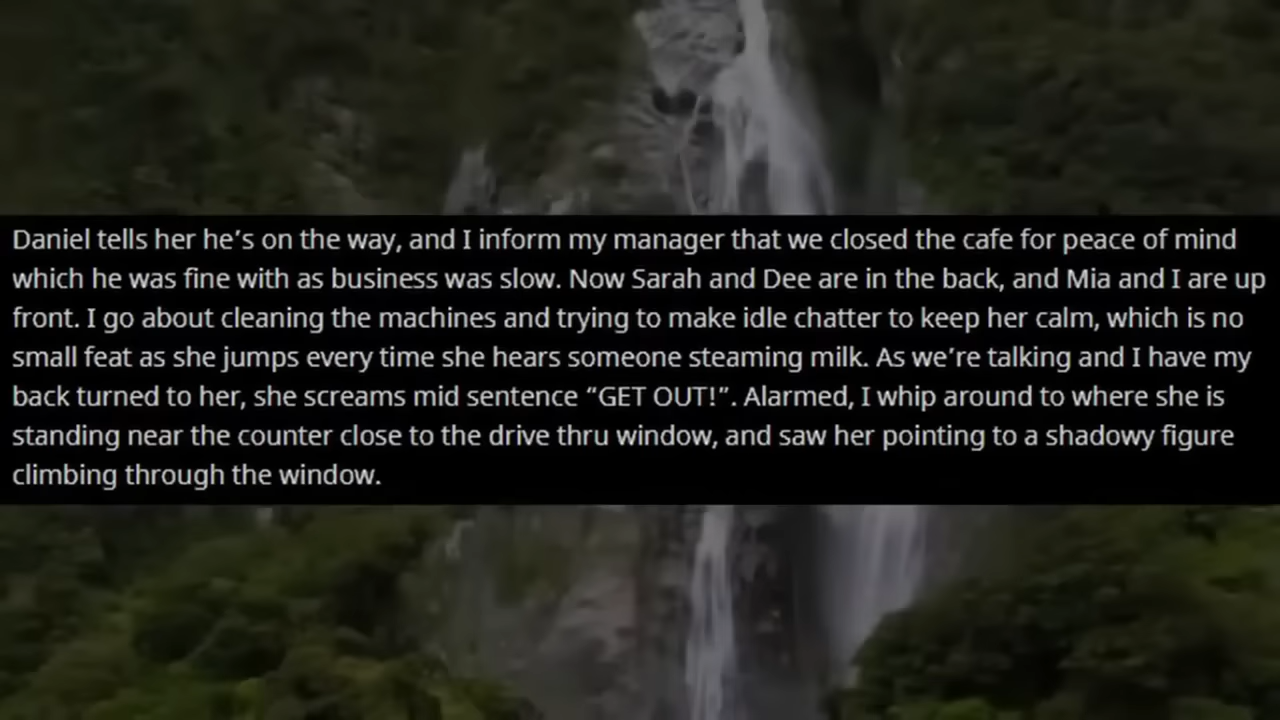 Daniel tells her he’s on the way, and I inform my manager that we closed the cafe for peace of mind
which he was fine with as business was slow. Now Sarah and Dee are in the back, and Mia and I are up
front. I go about cleaning the machines and trying to make idle chatter to keep her calm, which is no
small feat as she jumps every time she hears someone steaming milk. As we’re talking and I have my
back turned to her, she screams mid sentence “GET OUT!”. Alarmed, I whip around to where she is
standing near the counter close to the drive thru window, and saw her pointing to a shadowy figure
climbing through the window.